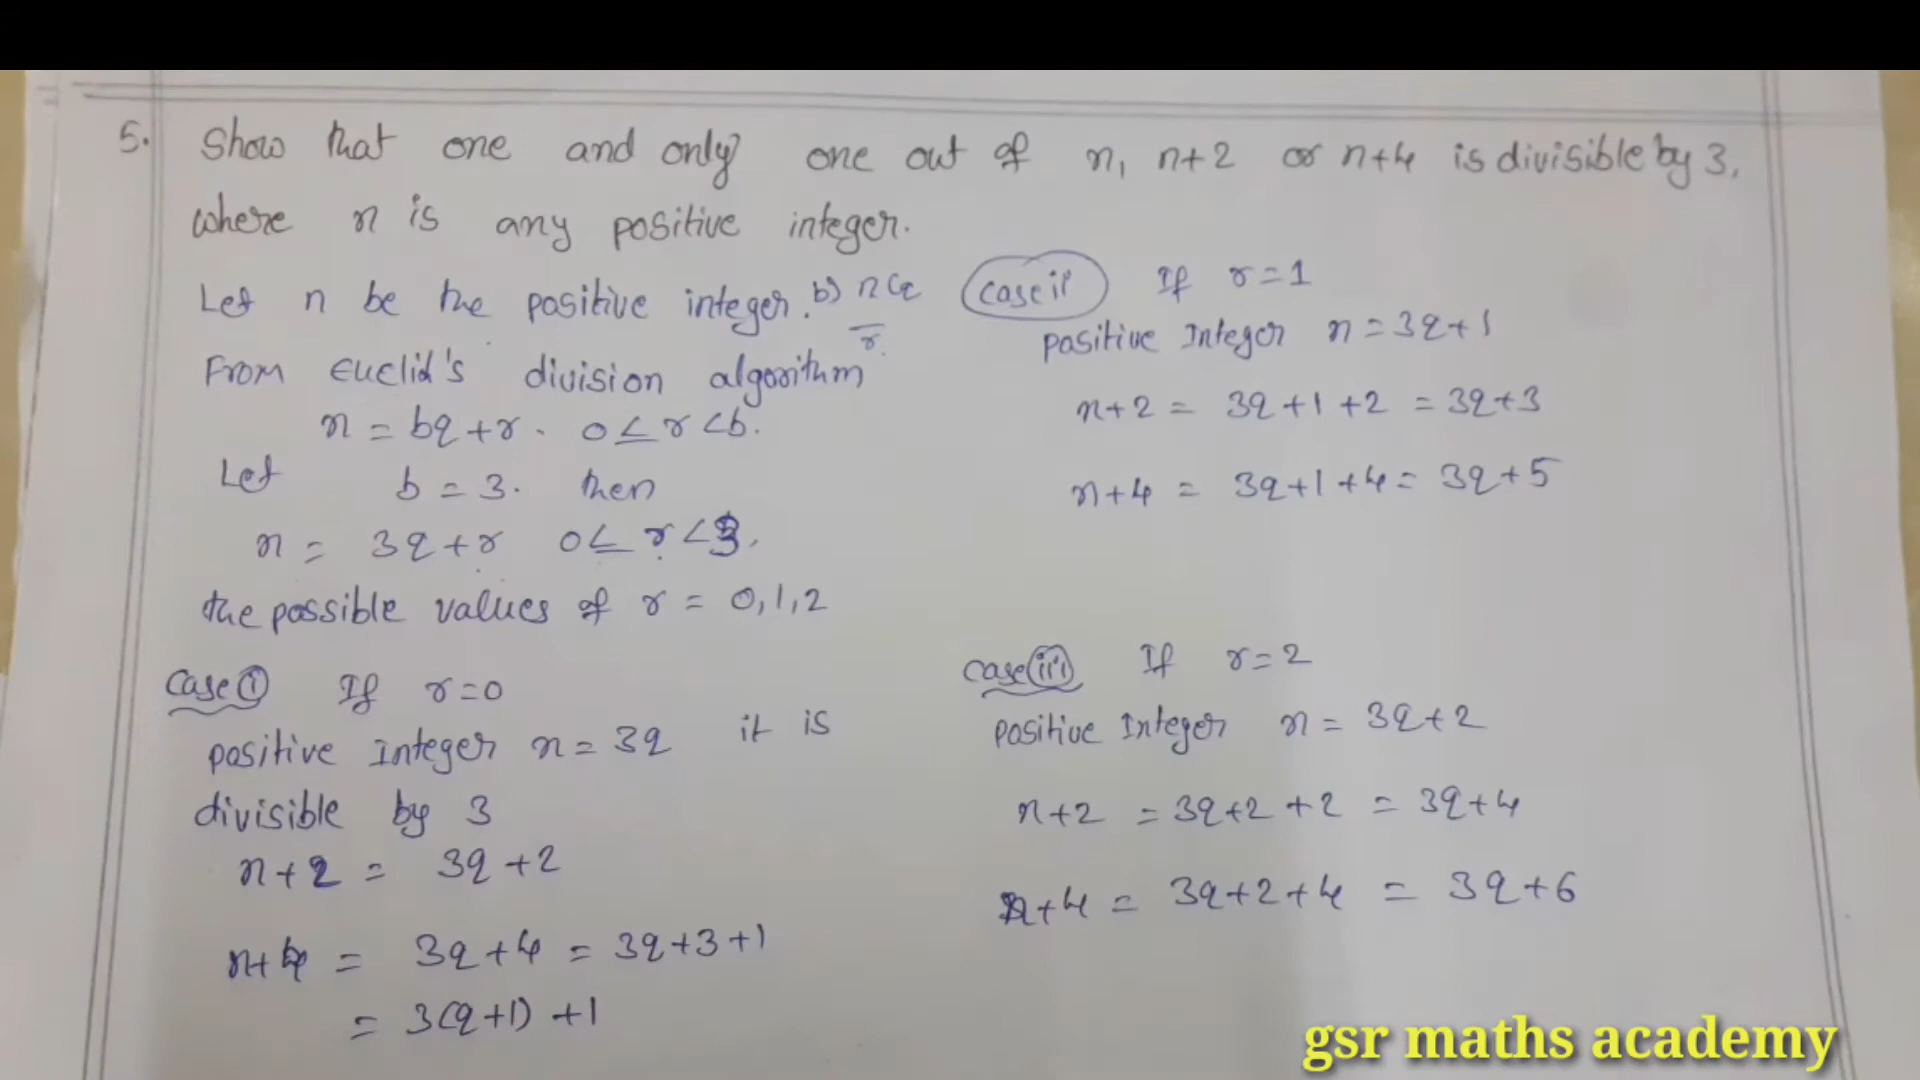 5. Show that one and only one out of n, n+2 or n+4 is divisible by 3,
where n is any positive integer.
Let n be the positive integer. b) n (q
r.
From Euclid's division algorithm
n = bq + r. 0 ≤ r < b.
Let b = 3. then
n = 3q + r 0 ≤ r < 3.
the possible values of r = 0, 1, 2
Case (i) If r = 0
positive Integer n = 3q it is
divisible by 3
n + 2 = 3q + 2
n + 4 = 3q + 4 = 3q + 3 + 1
= 3(q+1) + 1
Case ii If r = 1
positive Integer n = 3q + 1
n + 2 = 3q + 1 + 2 = 3q + 3
n + 4 = 3q + 1 + 4 = 3q + 5
Case (iii) If r = 2
positive Integer n = 3q + 2
n + 2 = 3q + 2 + 2 = 3q + 4
n + 4 = 3q + 2 + 4 = 3q + 6
gsr maths academy